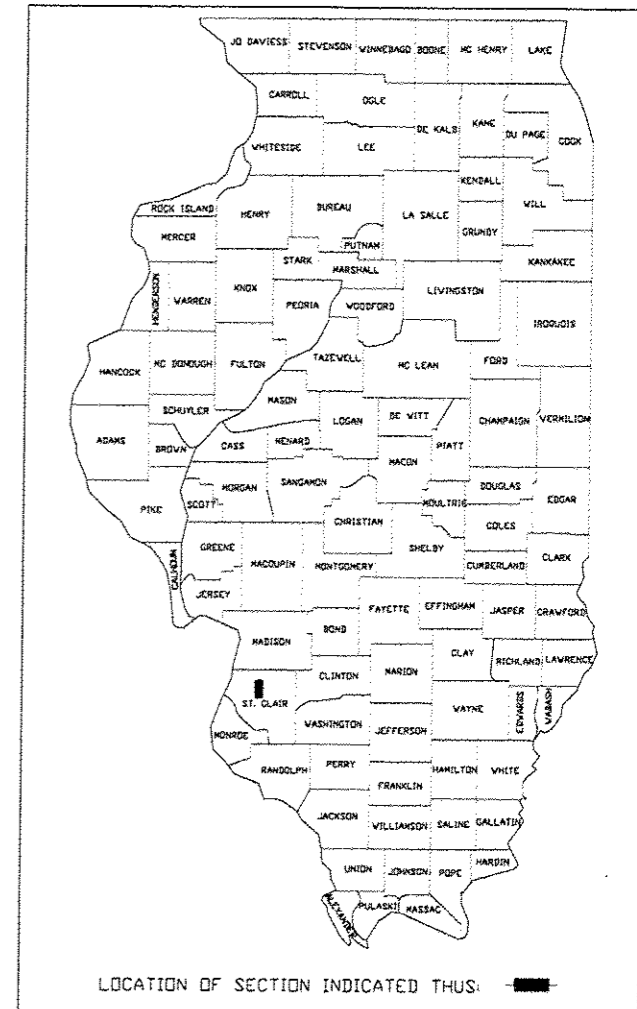 JO DAVIESS STEVENSON WINNEBAGO BOONE MC HENRY LAKE
CARROLL OGLE DE KALB KANE DU PAGE COOK
WHITESIDE LEE
KENDALL WILL
ROCK ISLAND HENRY BUREAU LA SALLE GRUNDY
MERCER PUTNAM KANKAKEE
STARK MARSHALL
HENDERSON WARREN KNOX PEORIA WOODFORD LIVINGSTON IROQUOIS
HANCOCK MC DONOUGH FULTON TAZEWELL MC LEAN FORD
SCHUYLER MASON LOGAN DE WITT CHAMPAIGN VERMILION
ADAMS BROWN CASS MENARD MACON PIATT
PIKE SCOTT MORGAN SANGAMON MOULTRIE DOUGLAS EDGAR
CHRISTIAN COLES
CALHOUN GREENE MACOUPIN MONTGOMERY SHELBY CUMBERLAND CLARK
JERSEY FAYETTE EFFINGHAM JASPER CRAWFORD
MADISON BOND
CLINTON MARION CLAY RICHLAND LAWRENCE
ST. CLAIR WAYNE EDWARDS WABASH
MONROE WASHINGTON JEFFERSON
RANDOLPH PERRY FRANKLIN HAMILTON WHITE
JACKSON WILLIAMSON SALINE GALLATIN
UNION JOHNSON POPE HARDIN
ALEXANDER PULASKI MASSAC
LOCATION OF SECTION INDICATED THUS: